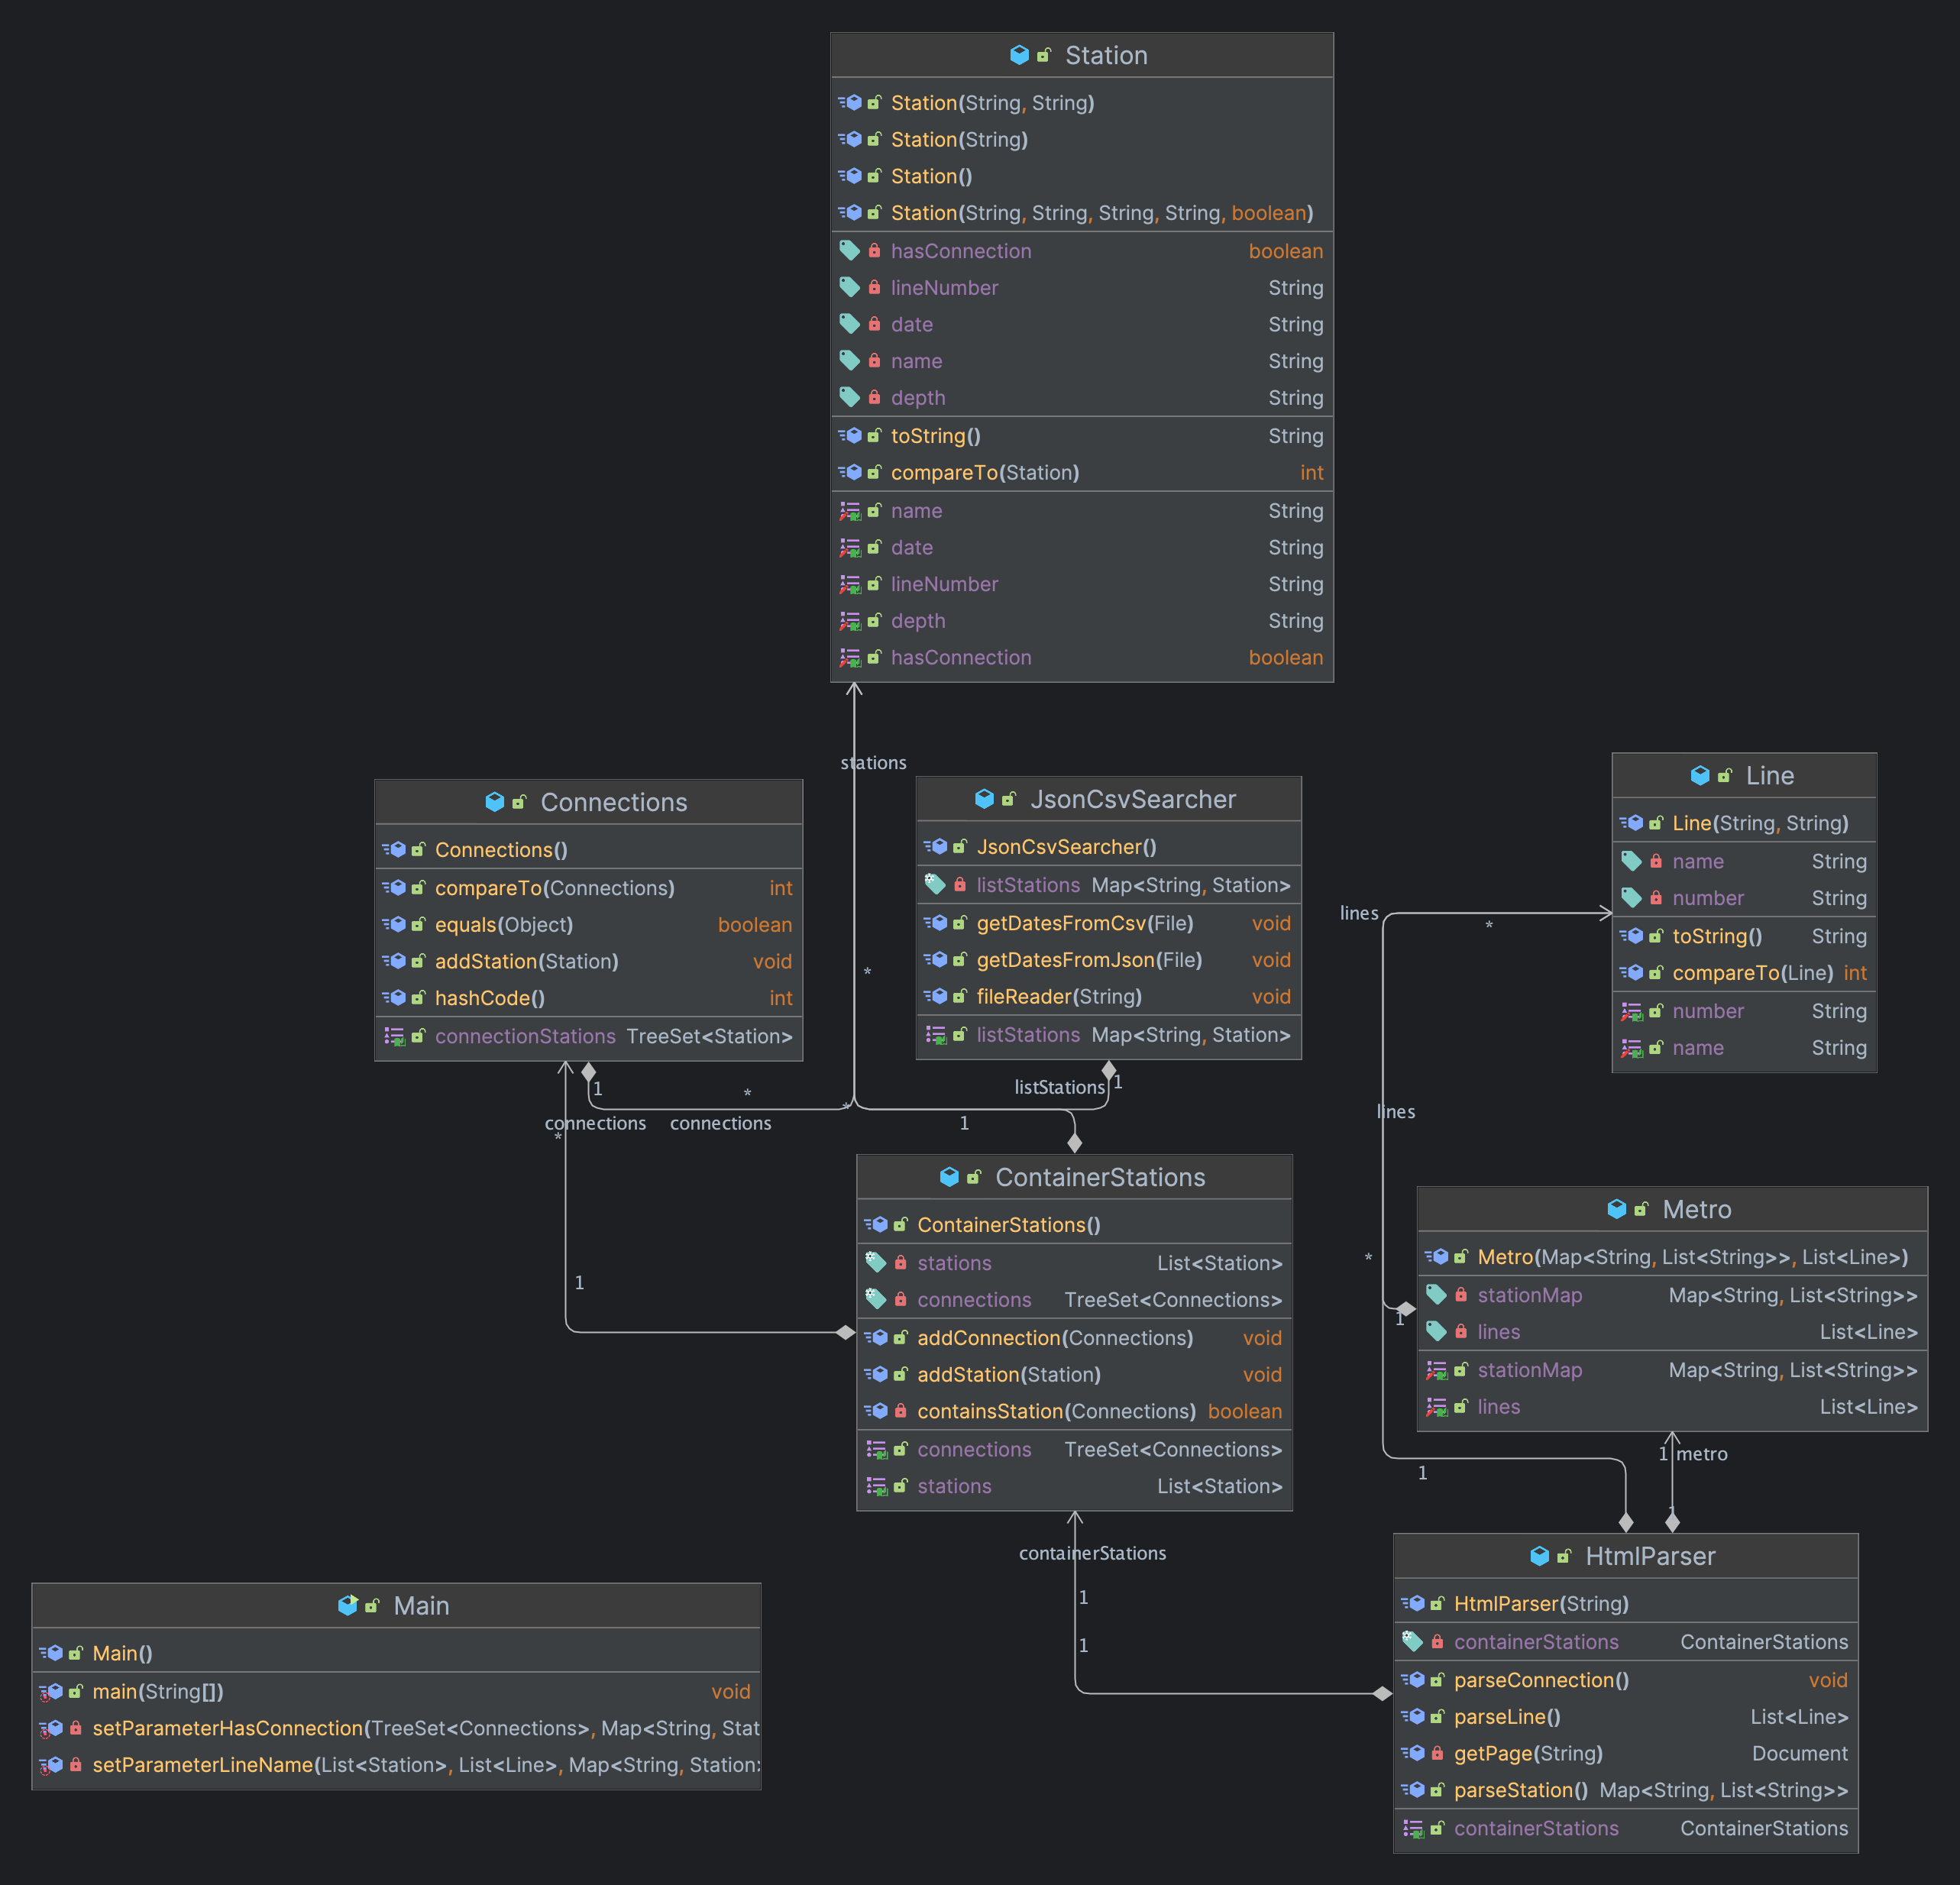 Station
Station(String, String)
Station(String)
Station()
Station(String, String, String, String, boolean)
hasConnection boolean
lineNumber String
date String
name String
depth String
toString() String
compareTo(Station) int
name String
date String
lineNumber String
depth String
hasConnection boolean
stations
*
Connections
Connections()
compareTo(Connections) int
equals(Object) boolean
addStation(Station) void
hashCode() int
connectionStations TreeSet<Station>
JsonCsvSearcher
JsonCsvSearcher()
listStations Map<String, Station>
getDatesFromCsv(File) void
getDatesFromJson(File) void
fileReader(String) void
listStations Map<String, Station>
Line
Line(String, String)
name String
number String
toString() String
compareTo(Line) int
number String
name String
lines
*
lines
*
1
1
connections
*
*
connections
1
*
listStations
1
1
ContainerStations
ContainerStations()
stations List<Station>
connections TreeSet<Connections>
addConnection(Connections) void
addStation(Station) void
containsStation(Connections) boolean
connections TreeSet<Connections>
stations List<Station>
Metro
Metro(Map<String, List<String>>, List<Line>)
stationMap Map<String, List<String>>
lines List<Line>
stationMap Map<String, List<String>>
lines List<Line>
1 metro
1
1
containerStations
1
1
Main
Main()
main(String[]) void
setParameterHasConnection(TreeSet<Connections>, Map<String, Stat
setParameterLineName(List<Station>, List<Line>, Map<String, Station>
HtmlParser
HtmlParser(String)
containerStations ContainerStations
parseConnection() void
parseLine() List<Line>
getPage(String) Document
parseStation() Map<String, List<String>>
containerStations ContainerStations